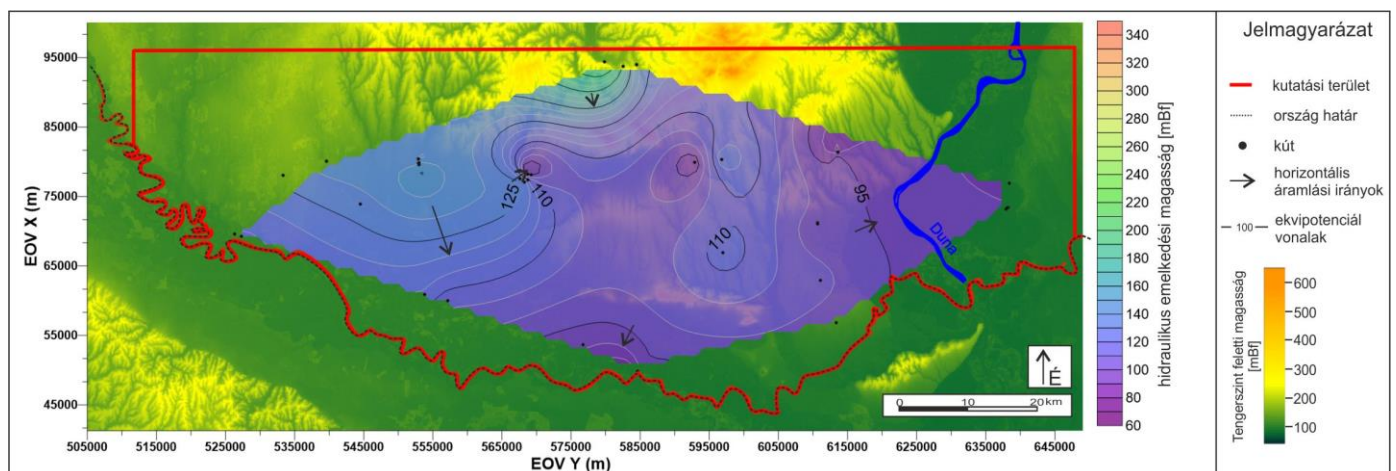 95000
85000
75000
65000
55000
45000
EOV X (m)
505000
515000
525000
535000
545000
555000
565000
575000
585000
595000
605000
615000
625000
635000
645000
EOV Y (m)
125
110
110
95
Duna
É
0 10 20 km
340
320
300
280
260
240
220
200
180
160
140
120
100
80
60
hidraulikus emelkedési magasság [mBf]
Jelmagyarázat
kutatási terület
ország határ
kút
horizontális
áramlási irányok
100
ekvipotenciál
vonalak
Tengerszint feletti magasság
[mBf]
600
500
400
300
200
100